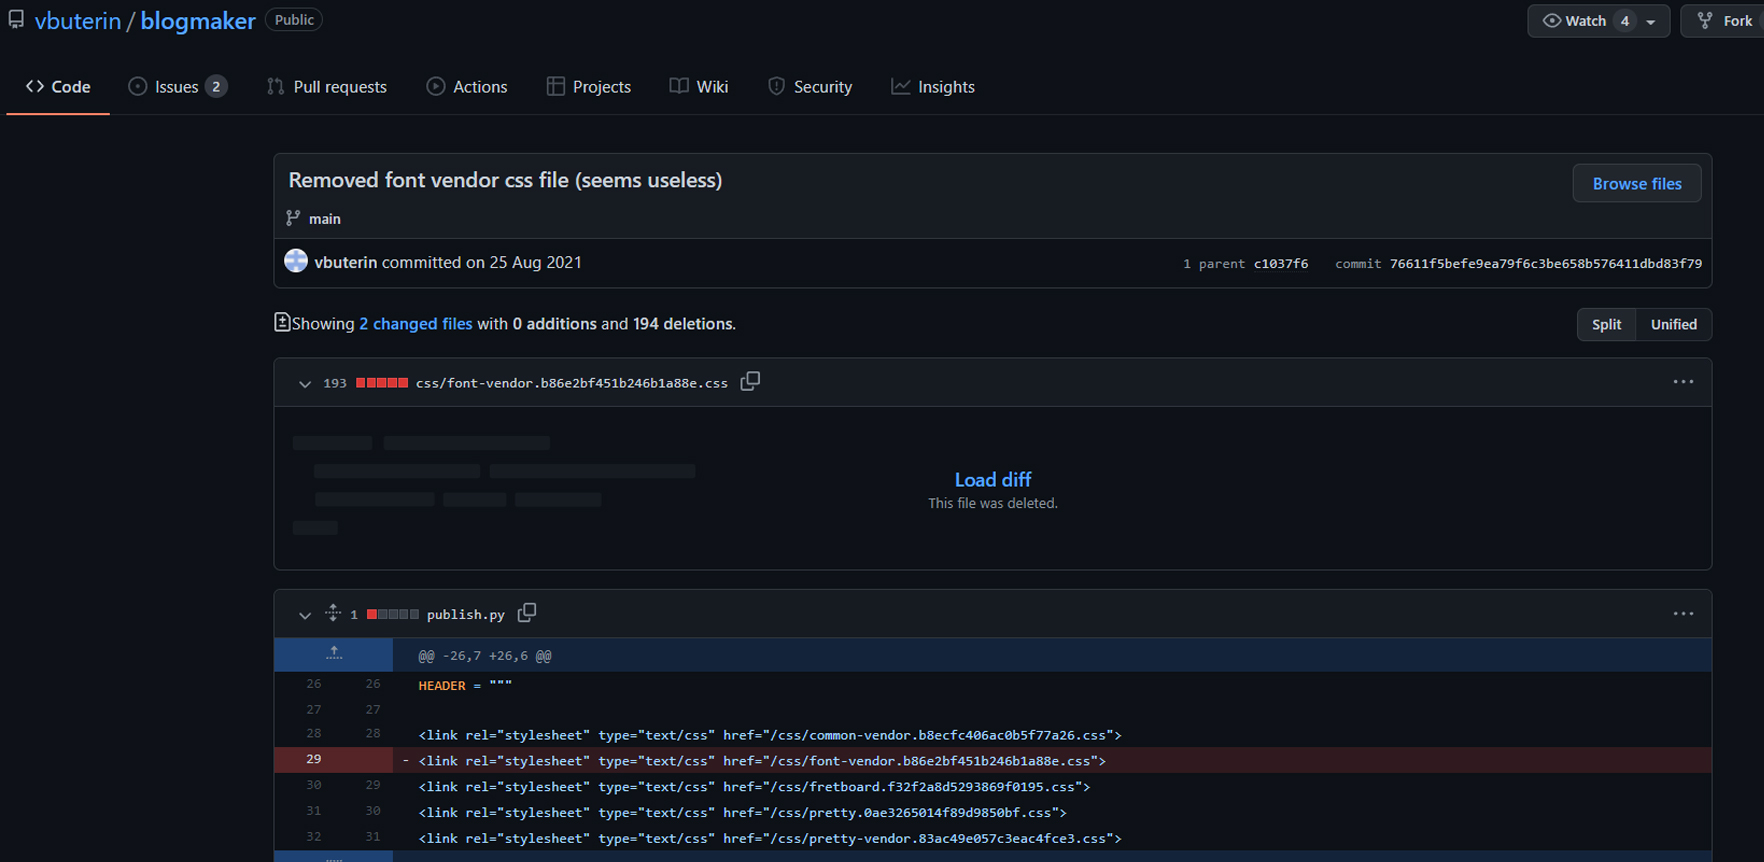 vbuterin / blogmaker Public
Watch 4 Fork
Code Issues 2 Pull requests Actions Projects Wiki Security Insights
Removed font vendor css file (seems useless)
Browse files
main
vbuterin committed on 25 Aug 2021 1 parent c1037f6 commit 76611f5befe9ea79f6c3be658b576411dbd83f79
Showing 2 changed files with 0 additions and 194 deletions.
Split Unified
193 css/font-vendor.b86e2bf451b246b1a88e.css
Load diff
This file was deleted.
1 publish.py
@@ -26,7 +26,6 @@
26 26 HEADER = """
27 27
28 28 <link rel="stylesheet" type="text/css" href="/css/common-vendor.b8ecfc406ac0b5f77a26.css">
29 - <link rel="stylesheet" type="text/css" href="/css/font-vendor.b86e2bf451b246b1a88e.css">
30 29 <link rel="stylesheet" type="text/css" href="/css/fretboard.f32f2a8d5293869f0195.css">
31 30 <link rel="stylesheet" type="text/css" href="/css/pretty.0ae3265014f89d9850bf.css">
32 31 <link rel="stylesheet" type="text/css" href="/css/pretty-vendor.83ac49e057c3eac4fce3.css">